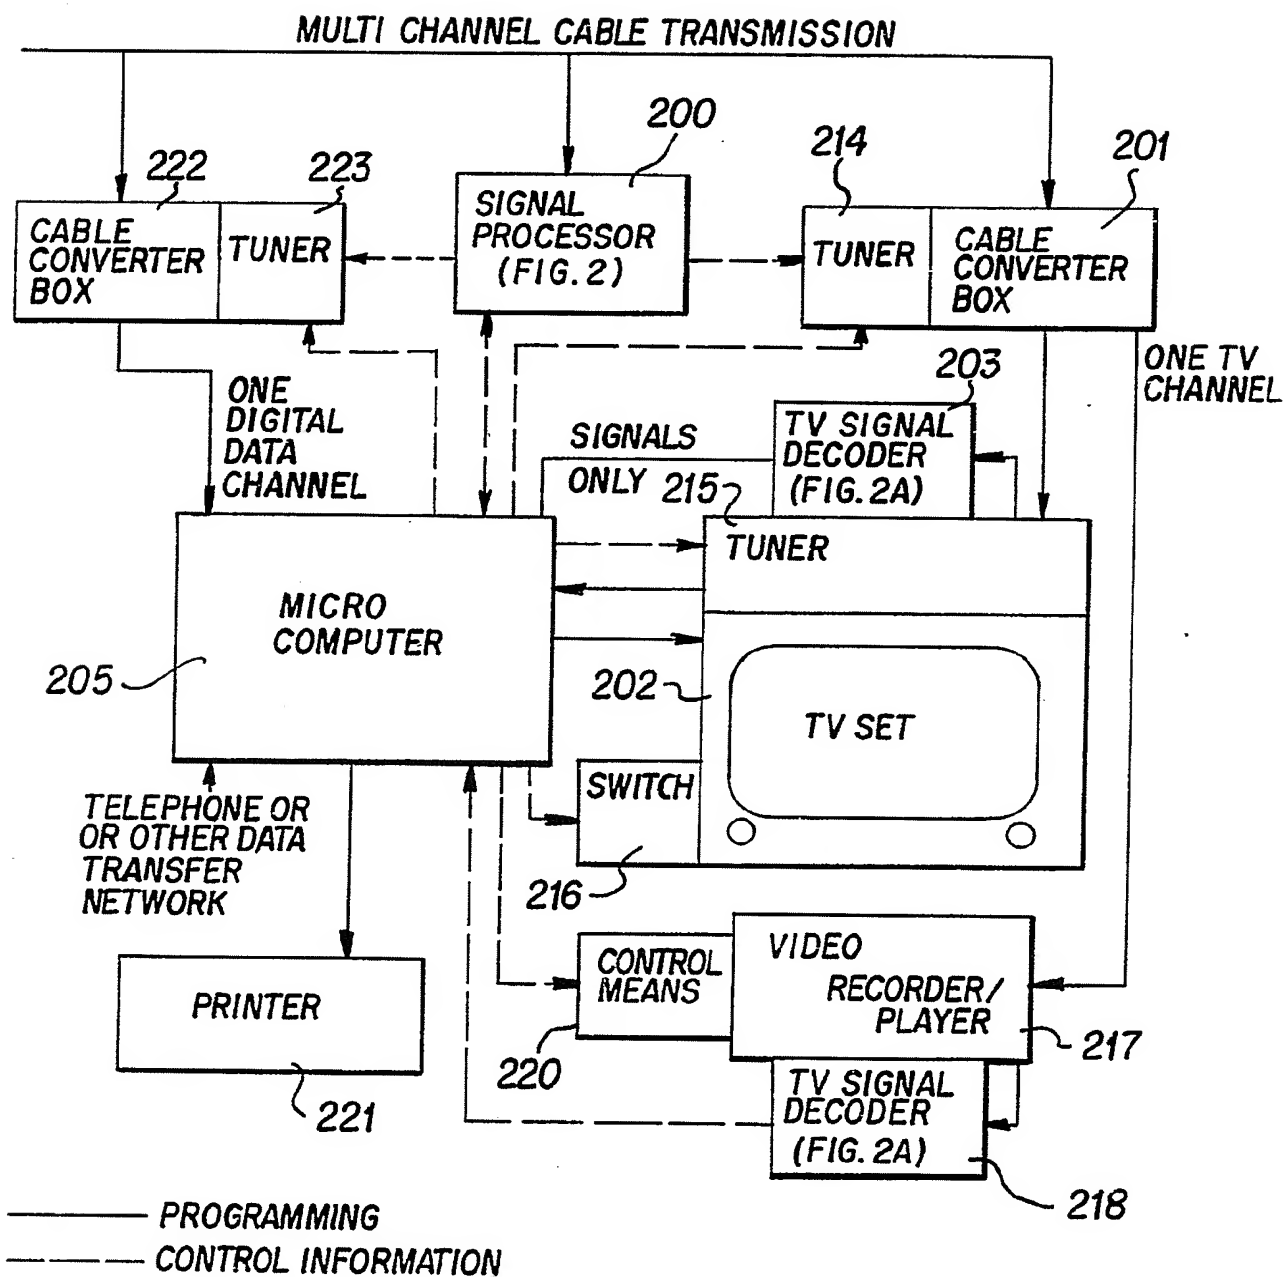 MULTI CHANNEL CABLE TRANSMISSION
200
222
223
214
201
CABLE
CONVERTER
BOX
TUNER
SIGNAL
PROCESSOR
(FIG. 2)
TUNER
CABLE
CONVERTER
BOX
ONE TV
CHANNEL
203
ONE
DIGITAL
DATA
CHANNEL
SIGNALS
ONLY
TV SIGNAL
DECODER
(FIG. 2A)
215
TUNER
MICRO
COMPUTER
205
202
TV SET
SWITCH
216
TELEPHONE OR
OR OTHER DATA
TRANSFER
NETWORK
PRINTER
221
CONTROL
MEANS
220
VIDEO
RECORDER/
PLAYER
217
TV SIGNAL
DECODER
(FIG. 2A)
218
PROGRAMMING
CONTROL INFORMATION